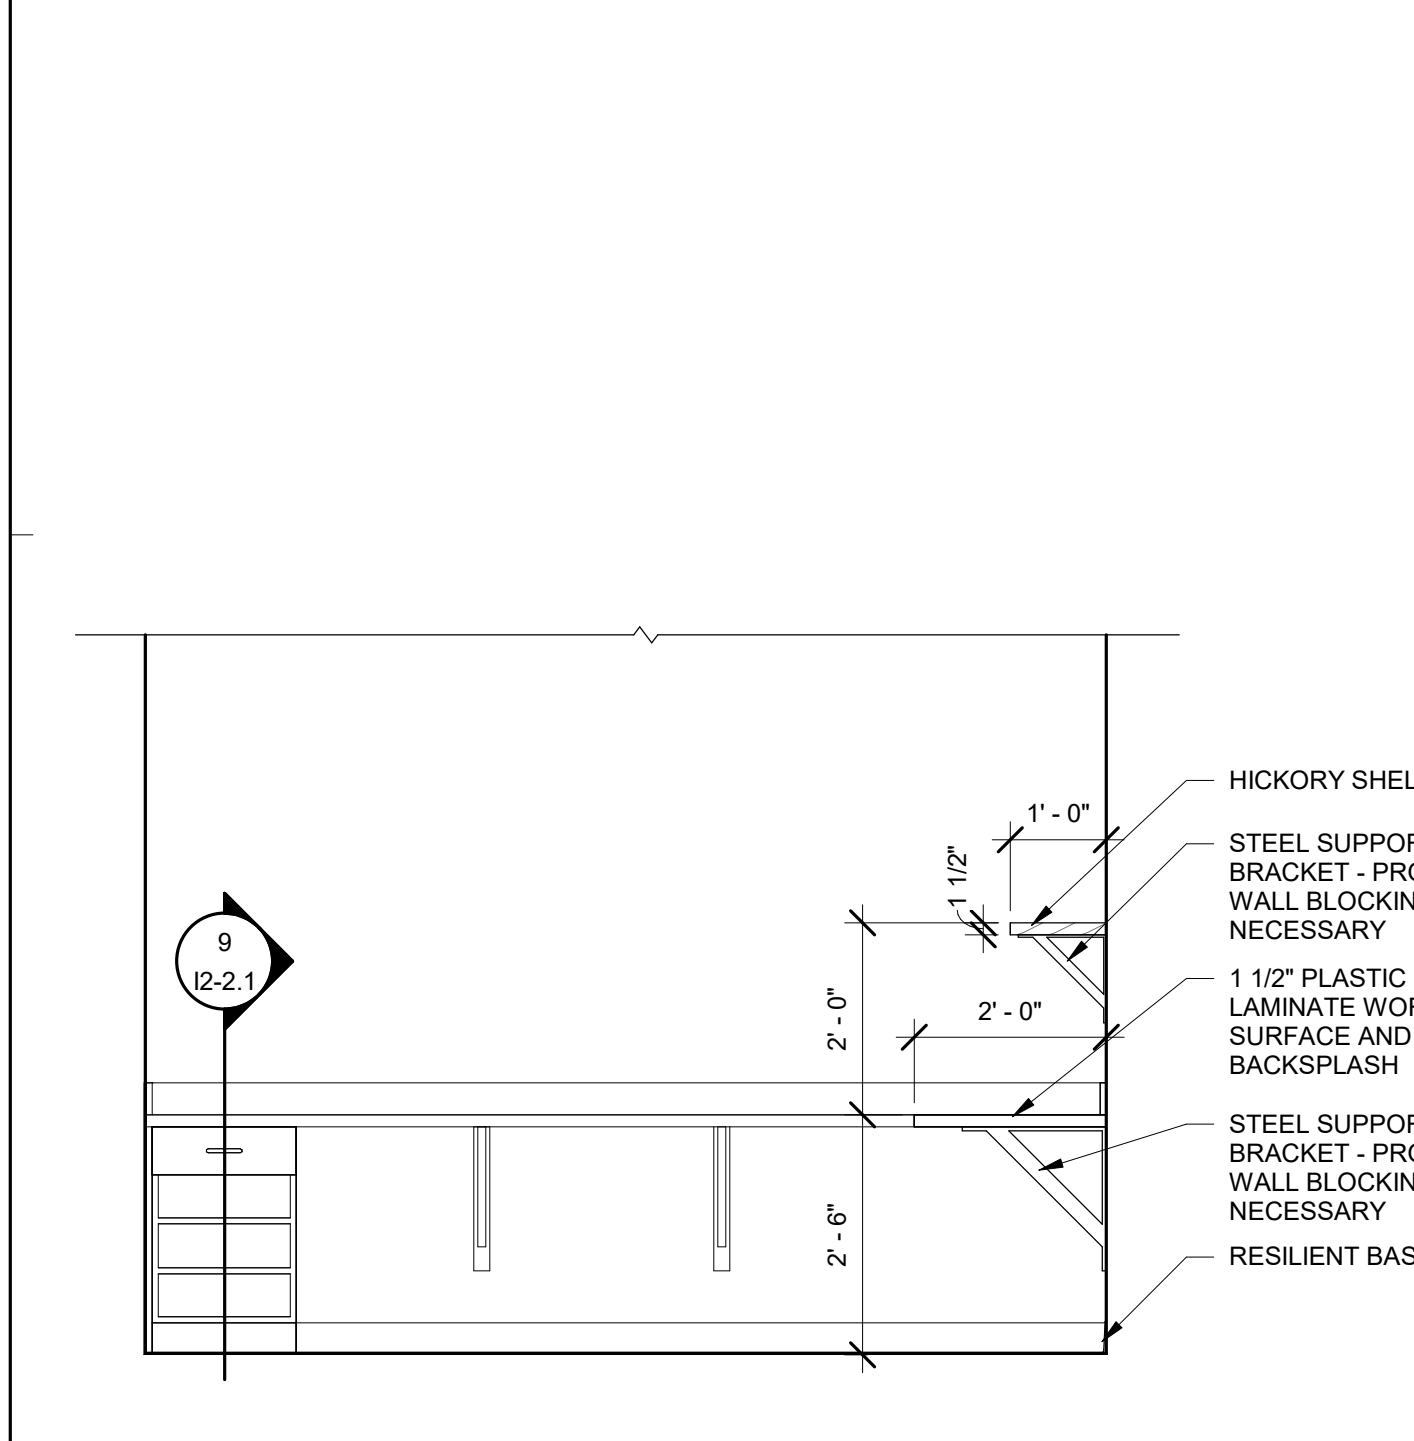 HICKORY SHEL
1' - 0"
STEEL SUPPOR
BRACKET - PRO
WALL BLOCKIN
NECESSARY
1 1/2"
9
I2-2.1
1 1/2" PLASTIC
LAMINATE WOR
SURFACE AND
BACKSPLASH
2' - 0"
2' - 0"
STEEL SUPPOR
BRACKET - PRO
WALL BLOCKIN
NECESSARY
2' - 6"
RESILIENT BAS